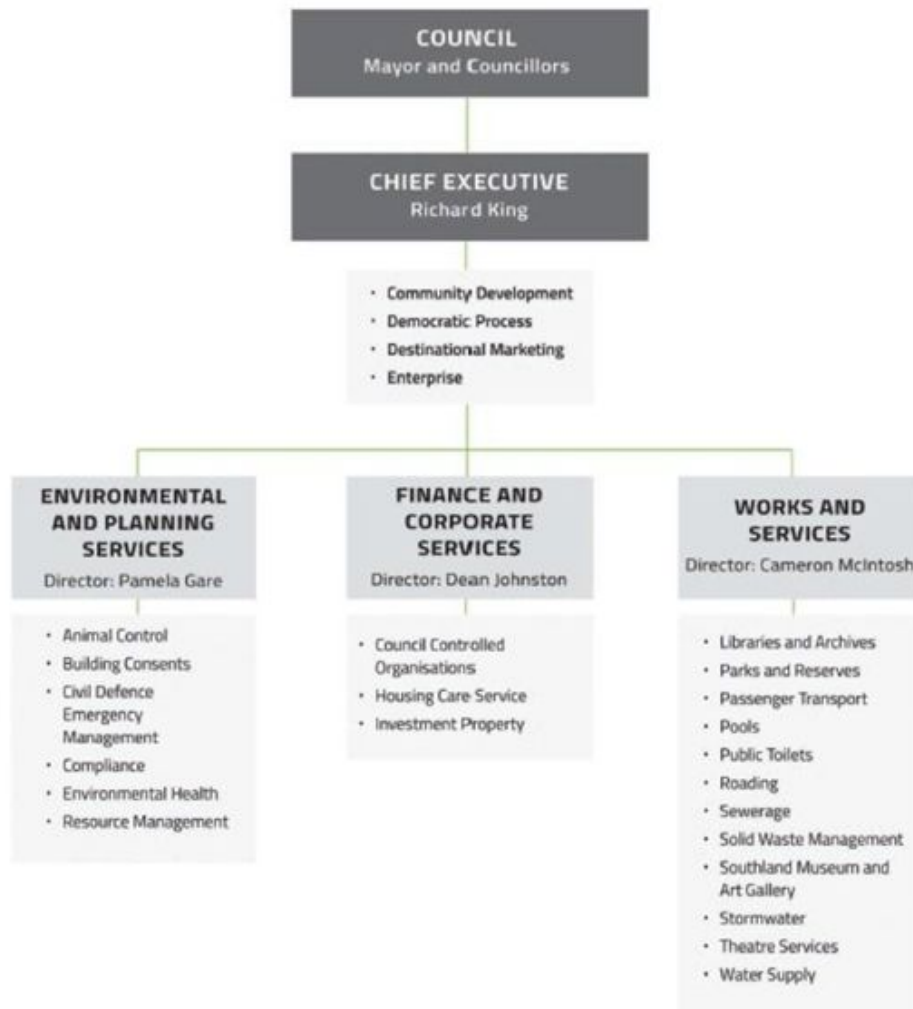 COUNCIL
Mayor and Councillors
CHIEF EXECUTIVE
Richard King
• Community Development
• Democratic Process
• Destinational Marketing
• Enterprise
ENVIRONMENTAL
AND PLANNING
SERVICES
Director: Pamela Gare
• Animal Control
• Building Consents
• Civil Defence
Emergency
Management
• Compliance
• Environmental Health
• Resource Management
FINANCE AND
CORPORATE
SERVICES
Director: Dean Johnston
• Council Controlled
Organisations
• Housing Care Service
• Investment Property
WORKS AND
SERVICES
Director: Cameron McIntosh
• Libraries and Archives
• Parks and Reserves
• Passenger Transport
• Pools
• Public Toilets
• Roading
• Sewerage
• Solid Waste Management
• Southland Museum and
Art Gallery
• Stormwater
• Theatre Services
• Water Supply